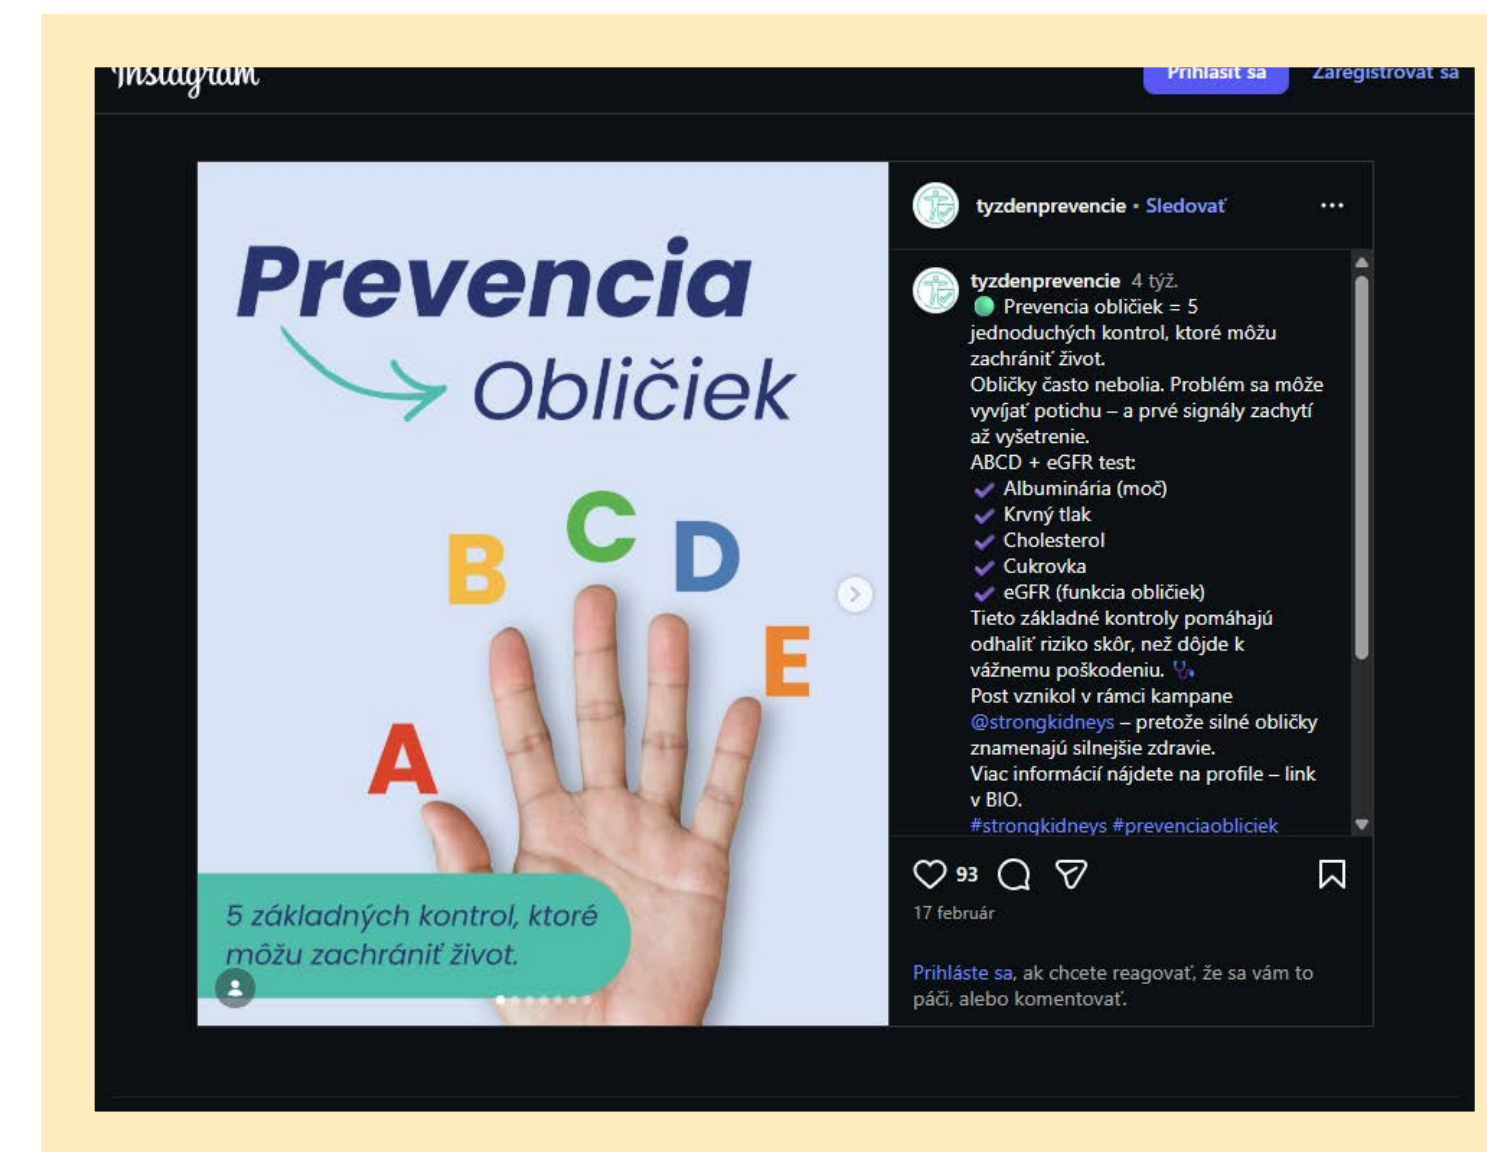 Instagram
Prihlásiť sa
Zaregistrovať sa
Prevencia
Obličiek
A
B
C
D
E
5 základných kontrol, ktoré
môžu zachrániť život.
tyzdenprevencie • Sledovať
tyzdenprevencie 4 týž.
Prevencia obličiek = 5
jednoduchých kontrol, ktoré môžu
zachrániť život.
Obličky často nebolia. Problém sa môže
vyvíjať potichu – a prvé signály zachytí
až vyšetrenie.
ABCD + eGFR test:
Albuminária (moč)
Krvný tlak
Cholesterol
Cukrovka
eGFR (funkcia obličiek)
Tieto základné kontroly pomáhajú
odhaliť riziko skôr, než dôjde k
vážnemu poškodeniu.
Post vznikol v rámci kampane
@strongkidneys – pretože silné obličky
znamenajú silnejšie zdravie.
Viac informácií nájdete na profile – link
v BIO.
#strongkidneys #prevenciaobliciek
93
17 február
Prihláste sa, ak chcete reagovať, že sa vám to
páči, alebo komentovať.